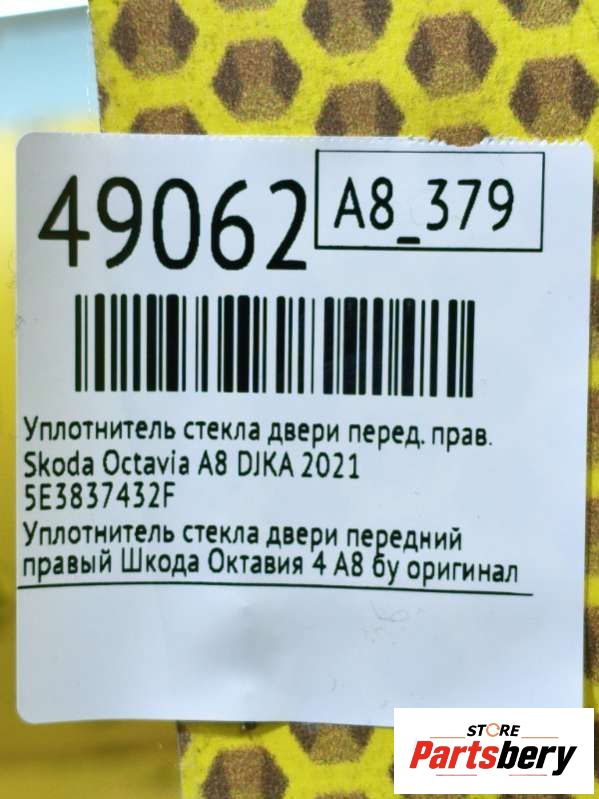 49062
A8_379
Уплотнитель стекла двери перед. прав.
Skoda Octavia A8 DJKA 2021
5E3837432F
Уплотнитель стекла двери передний
правый Шкода Октавия 4 А8 бу оригинал
STORE
Partsbery